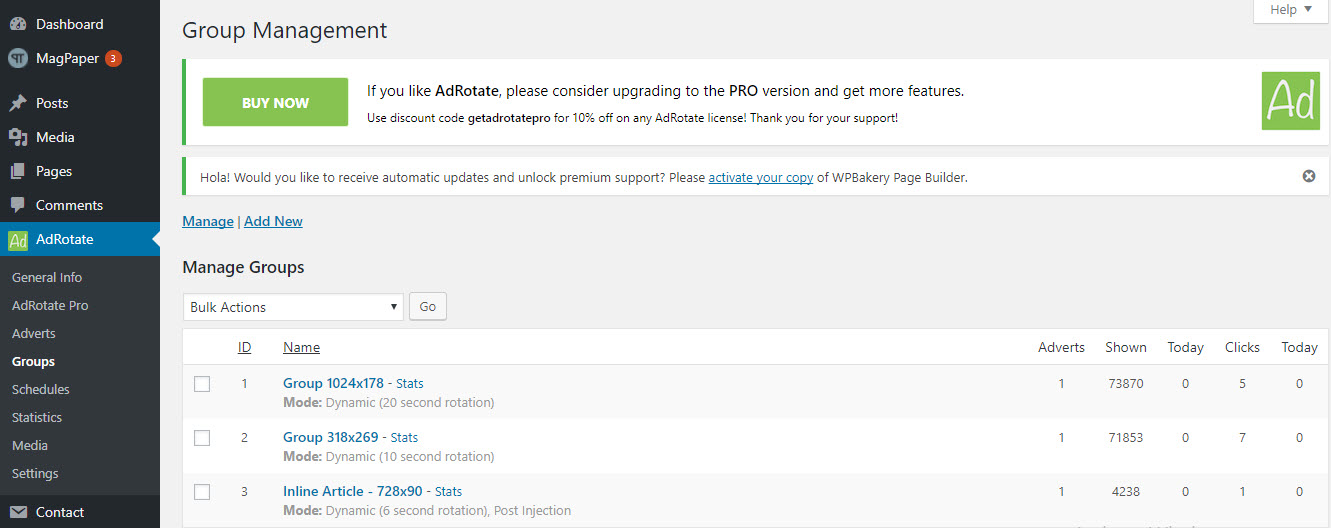 Dashboard
MagPaper 3
Posts
Media
Pages
Comments
Ad AdRotate
General Info
AdRotate Pro
Adverts
Groups
Schedules
Statistics
Media
Settings
Contact
Help ▼
Group Management
BUY NOW
If you like AdRotate, please consider upgrading to the PRO version and get more features.
Use discount code getadrotatepro for 10% off on any AdRotate license! Thank you for your support!
Ad
Hola! Would you like to receive automatic updates and unlock premium support? Please activate your copy of WPBakery Page Builder.
Manage | Add New
Manage Groups
Bulk Actions Go
ID Name Adverts Shown Today Clicks Today
1 Group 1024x178 - Stats 1 73870 0 5 0
Mode: Dynamic (20 second rotation)
2 Group 318x269 - Stats 1 71853 0 7 0
Mode: Dynamic (10 second rotation)
3 Inline Article - 728x90 - Stats 1 4238 0 1 0
Mode: Dynamic (6 second rotation), Post Injection